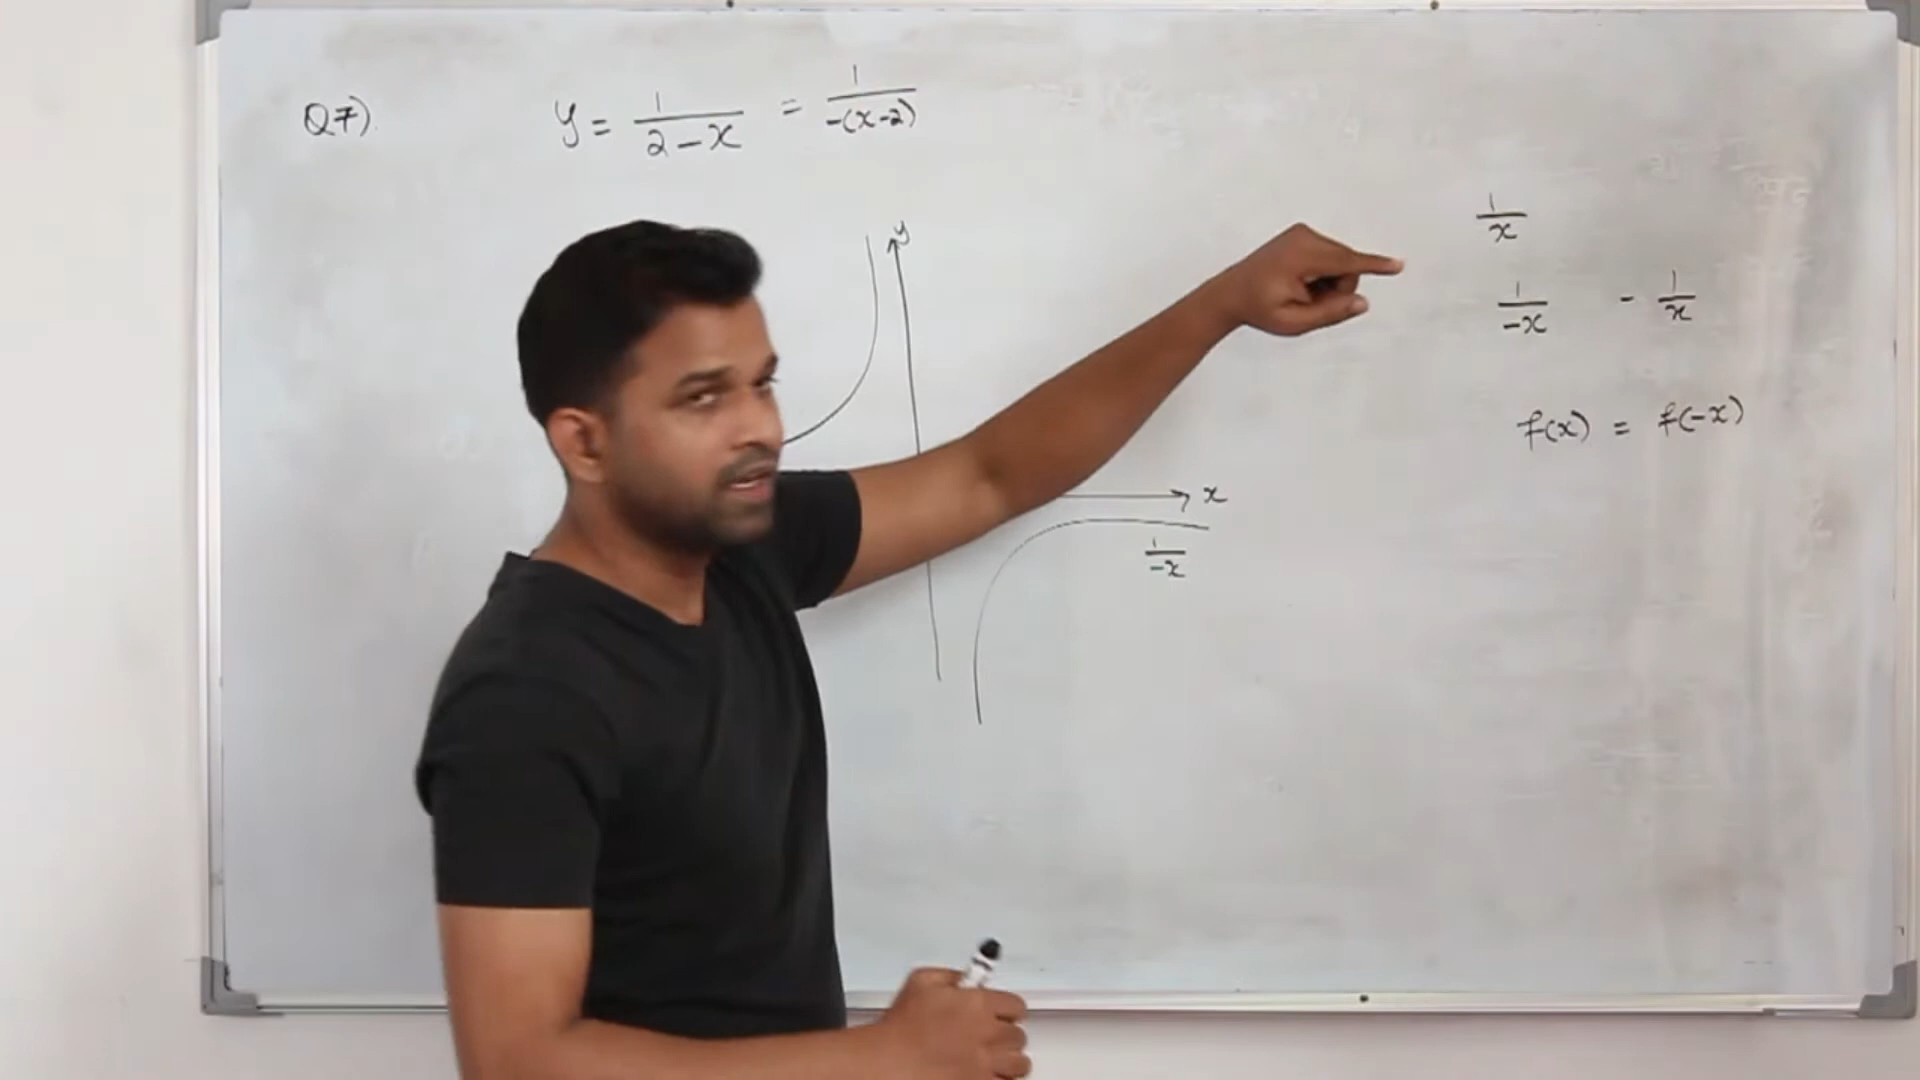 Q7). y = 1/(2-x) = 1/(-(x-2))
1/x
y
1/(-x) - 1/x
f(x) = f(-x)
x
1/(-x)